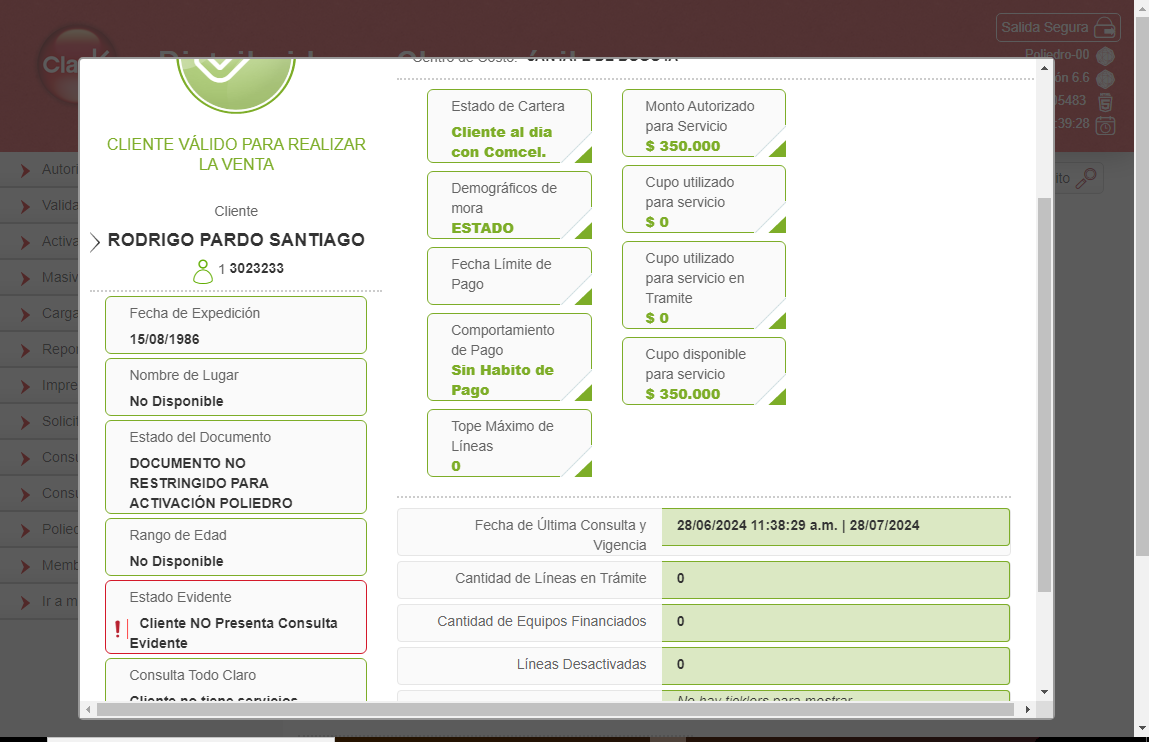 Salida Segura
Poliedro-00
ón 6.6
05483
:39:28
Cla
Autori
Valida
Activa
Masiv
Carga
Repor
Impre
Solicit
Consu
Consu
Polied
Memb
Ir a m
ito
CLIENTE VÁLIDO PARA REALIZAR
LA VENTA
Cliente
RODRIGO PARDO SANTIAGO
1 3023233
Fecha de Expedición
15/08/1986
Nombre de Lugar
No Disponible
Estado del Documento
DOCUMENTO NO
RESTRINGIDO PARA
ACTIVACIÓN POLIEDRO
Rango de Edad
No Disponible
Estado Evidente
Cliente NO Presenta Consulta
Evidente
Consulta Todo Claro
Cliente no tiene servicios
Centro de Costo: SANTAFE DE BOGOTA
Estado de Cartera
Cliente al dia
con Comcel.
Demográficos de
mora
ESTADO
Fecha Límite de
Pago
Comportamiento
de Pago
Sin Habito de
Pago
Tope Máximo de
Líneas
0
Monto Autorizado
para Servicio
$ 350.000
Cupo utilizado
para servicio
$ 0
Cupo utilizado
para servicio en
Tramite
$ 0
Cupo disponible
para servicio
$ 350.000
Fecha de Última Consulta y
Vigencia
28/06/2024 11:38:29 a.m. | 28/07/2024
Cantidad de Líneas en Trámite
0
Cantidad de Equipos Financiados
0
Líneas Desactivadas
0
No hay ticklers para mostrar